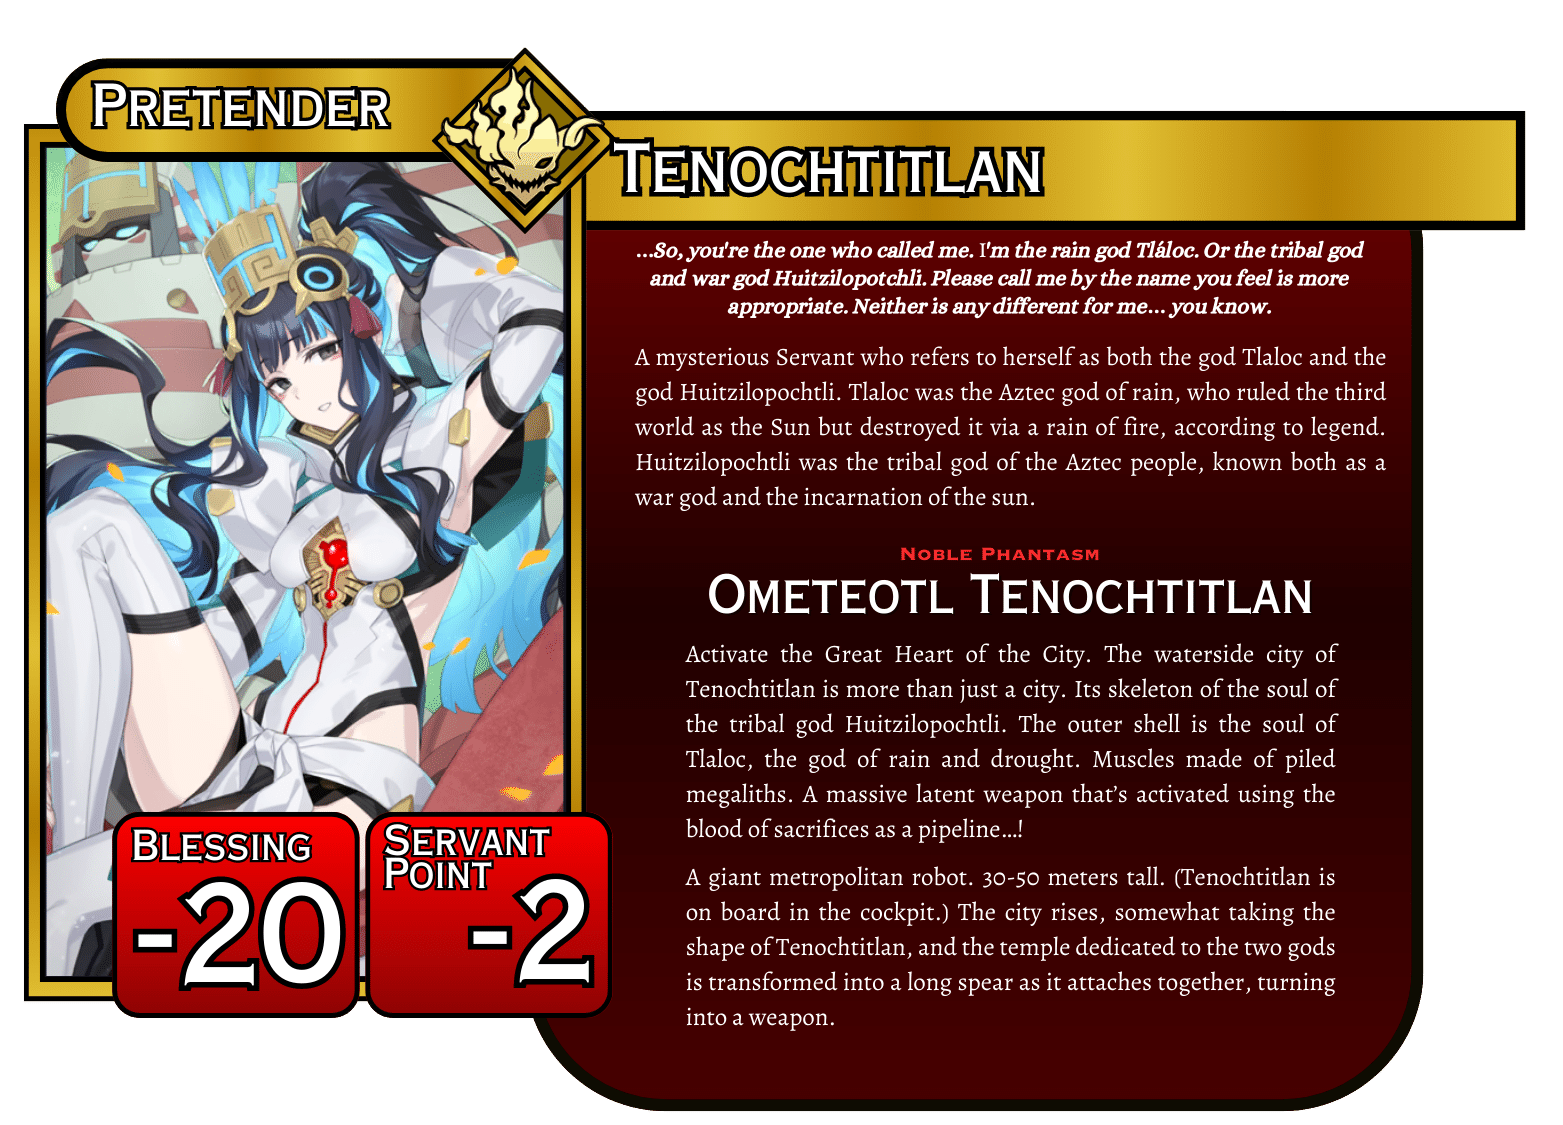 PRETENDER
TENOCHTITLAN
...So, you're the one who called me. I'm the rain god Tláloc. Or the tribal god
and war god Huitzilopotchli. Please call me by the name you feel is more
appropriate. Neither is any different for me... you know.
A mysterious Servant who refers to herself as both the god Tlaloc and the
god Huitzilopochtli. Tlaloc was the Aztec god of rain, who ruled the third
world as the Sun but destroyed it via a rain of fire, according to legend.
Huitzilopochtli was the tribal god of the Aztec people, known both as a
war god and the incarnation of the sun.
NOBLE PHANTASM
OMETEOTL TENOCHTITLAN
Activate the Great Heart of the City. The waterside city of
Tenochtitlan is more than just a city. Its skeleton of the soul of
the tribal god Huitzilopochtli. The outer shell is the soul of
Tlaloc, the god of rain and drought. Muscles made of piled
megaliths. A massive latent weapon that's activated using the
blood of sacrifices as a pipeline...!
A giant metropolitan robot. 30-50 meters tall. (Tenochtitlan is
on board in the cockpit.) The city rises, somewhat taking the
shape of Tenochtitlan, and the temple dedicated to the two gods
is transformed into a long spear as it attaches together, turning
into a weapon.
BLESSING
-20
SERVANT
POINT
-2